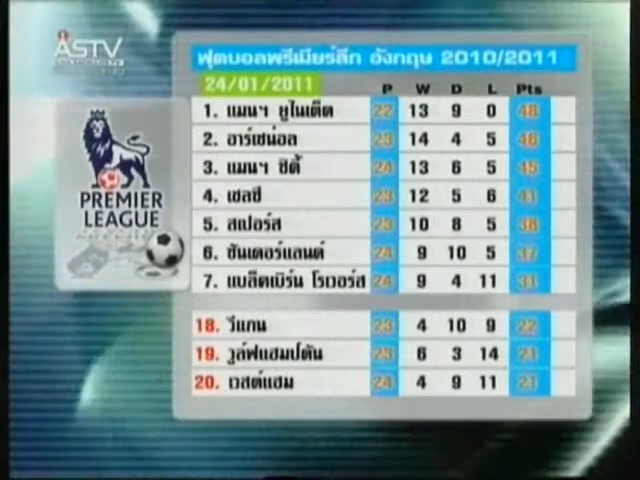 ASTV
ฟุตบอลพรีเมียร์ลีก อังกฤษ 2010/2011
24/01/2011
P W D L Pts
1. แมนฯ ยูไนเต็ด 22 13 9 0 48
2. อาร์เซน่อล 23 14 4 5 46
3. แมนฯ ซิตี้ 24 13 6 5 45
4. เชลซี 23 12 5 6 41
5. สเปอร์ส 23 10 8 5 38
6. ซันเดอร์แลนด์ 24 9 10 5 37
7. แบล็คเบิร์น โรเวอร์ส 24 9 4 11 31
18. วีแกน 23 4 10 9 22
19. วูล์ฟแฮมป์ตัน 23 6 3 14 21
20. เวสต์แฮม 24 4 9 11 21
PREMIER
LEAGUE